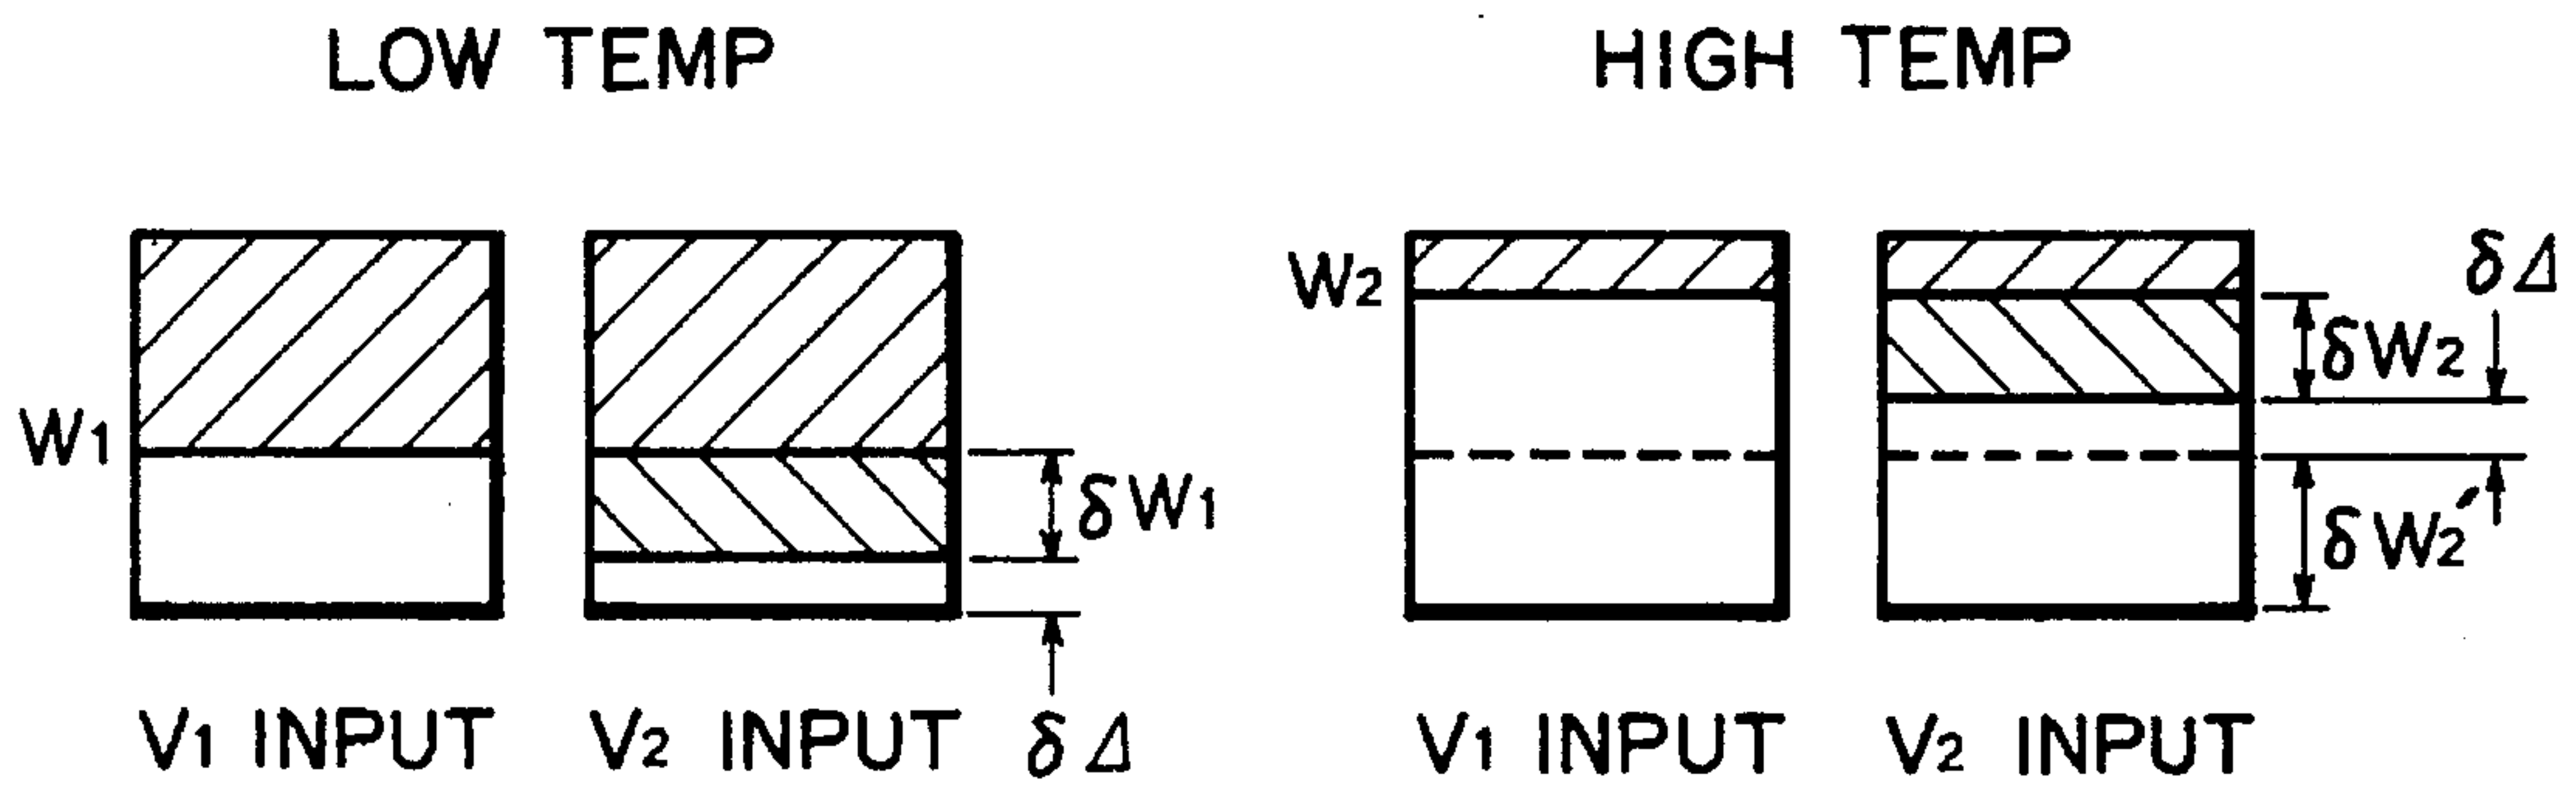 LOW TEMP
HIGH TEMP
W1
δW1
δΔ
V1 INPUT
V2 INPUT
W2
δΔ
δW2
δW2′
V1 INPUT
V2 INPUT